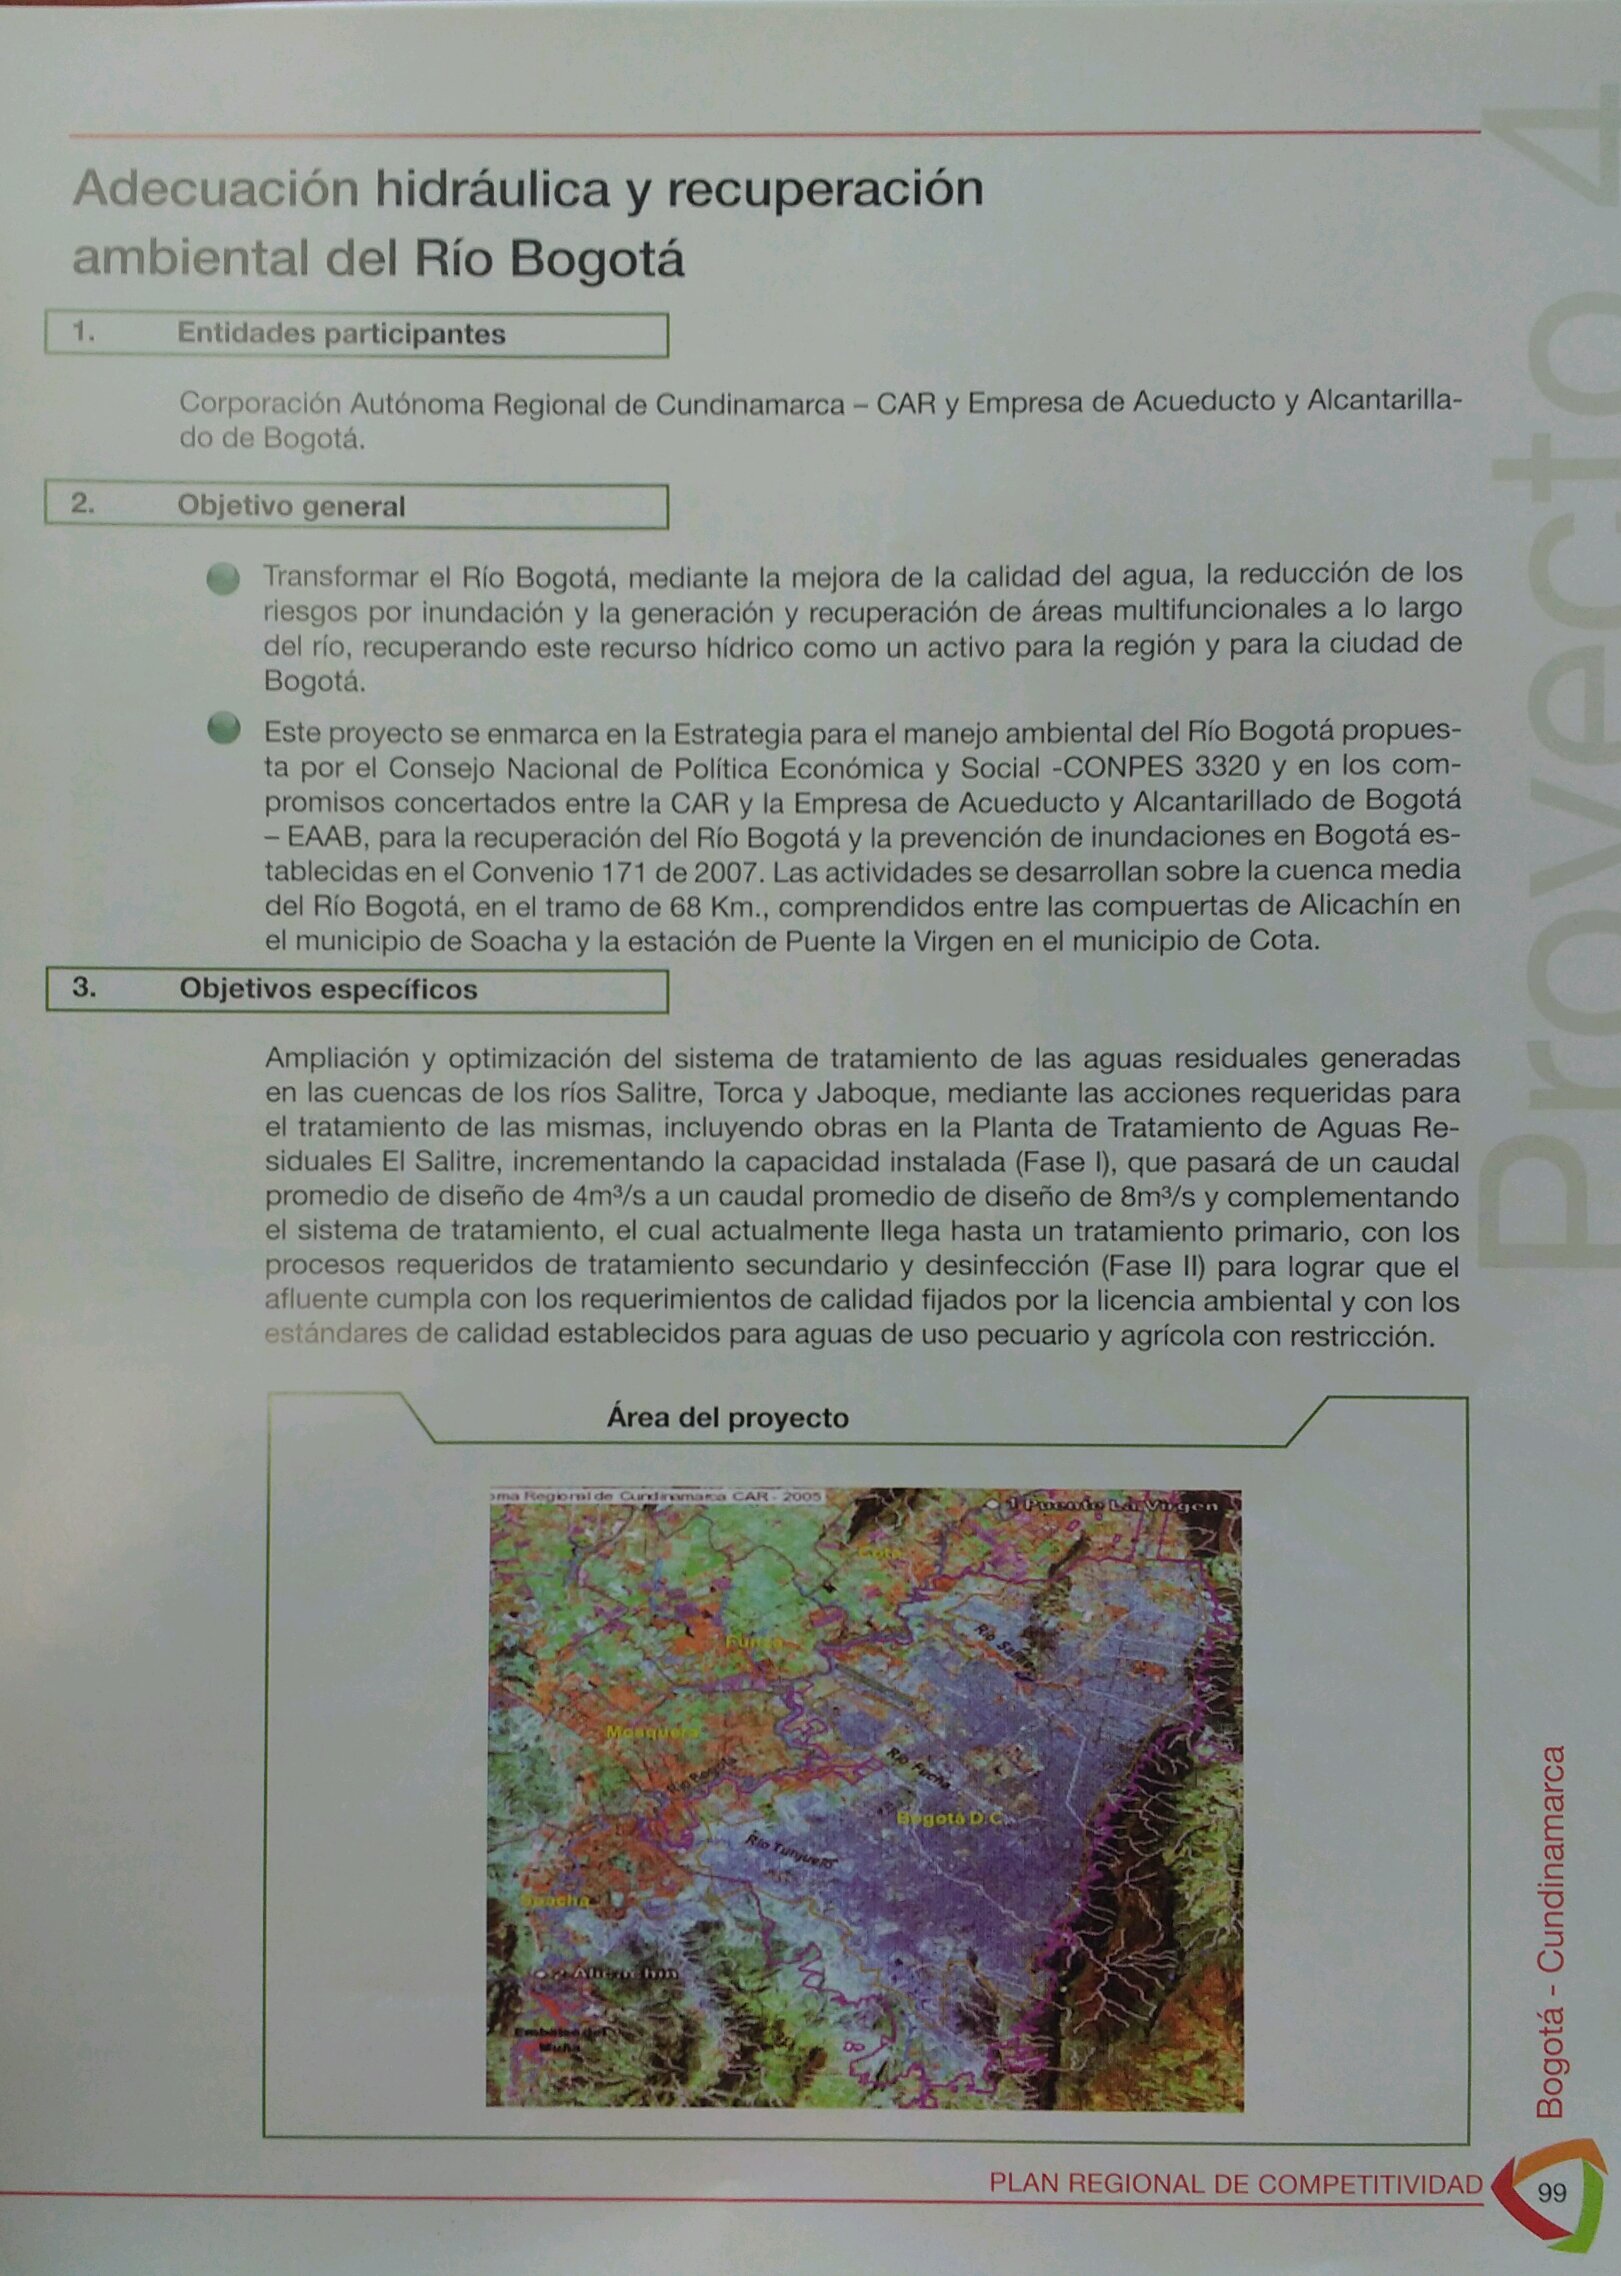 Adecuación hidráulica y recuperación
ambiental del Río Bogotá
1. Entidades participantes
Corporación Autónoma Regional de Cundinamarca – CAR y Empresa de Acueducto y Alcantarilla-
do de Bogotá.
2. Objetivo general
Transformar el Río Bogotá, mediante la mejora de la calidad del agua, la reducción de los
riesgos por inundación y la generación y recuperación de áreas multifuncionales a lo largo
del río, recuperando este recurso hídrico como un activo para la región y para la ciudad de
Bogotá.
Este proyecto se enmarca en la Estrategia para el manejo ambiental del Río Bogotá propues-
ta por el Consejo Nacional de Política Económica y Social -CONPES 3320 y en los com-
promisos concertados entre la CAR y la Empresa de Acueducto y Alcantarillado de Bogotá
– EAAB, para la recuperación del Río Bogotá y la prevención de inundaciones en Bogotá es-
tablecidas en el Convenio 171 de 2007. Las actividades se desarrollan sobre la cuenca media
del Río Bogotá, en el tramo de 68 Km., comprendidos entre las compuertas de Alicachín en
el municipio de Soacha y la estación de Puente la Virgen en el municipio de Cota.
3. Objetivos específicos
Ampliación y optimización del sistema de tratamiento de las aguas residuales generadas
en las cuencas de los ríos Salitre, Torca y Jaboque, mediante las acciones requeridas para
el tratamiento de las mismas, incluyendo obras en la Planta de Tratamiento de Aguas Re-
siduales El Salitre, incrementando la capacidad instalada (Fase I), que pasará de un caudal
promedio de diseño de 4m³/s a un caudal promedio de diseño de 8m³/s y complementando
el sistema de tratamiento, el cual actualmente llega hasta un tratamiento primario, con los
procesos requeridos de tratamiento secundario y desinfección (Fase II) para lograr que el
afluente cumpla con los requerimientos de calidad fijados por la licencia ambiental y con los
estándares de calidad establecidos para aguas de uso pecuario y agrícola con restricción.
Área del proyecto
oma Regional de Cundinamarca CAR - 2005
1 Puente La Virgen
Cota
Funza
Río
Mosquera
Río Bogotá
Río Fucha
Bogotá D.C.
Río Tunjuelo
Soacha
2 Alicachin
Embalse del
Muña
Proyecto 4
Bogotá - Cundinamarca
PLAN REGIONAL DE COMPETITIVIDAD
99